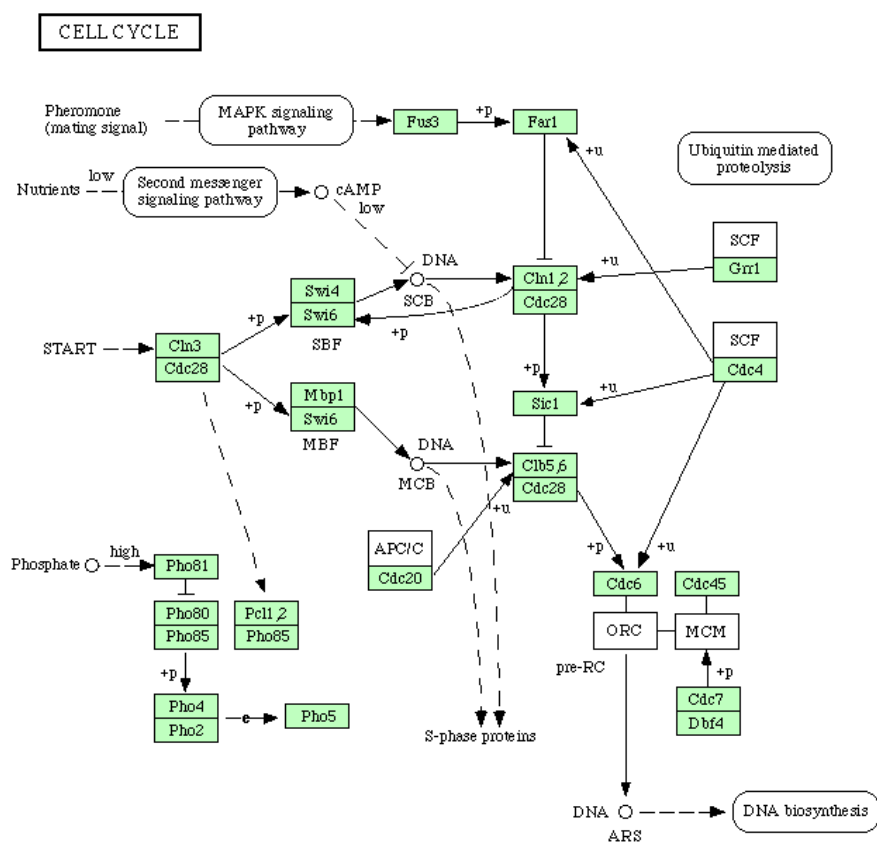 CELL CYCLE
Pheromone
(mating signal)
MAPK signaling
pathway
Fus3
+p
Far1
+u
Ubiquitin mediated
proteolysis
Nutrients
low
Second messenger
signaling pathway
cAMP
low
DNA
SCB
Cln1,2
Cdc28
+u
SCF
Grr1
Swi4
Swi6
SBF
+p
+p
START
Cln3
Cdc28
+p
Mbp1
Swi6
MBF
+p
Sic1
+u
SCF
Cdc4
DNA
MCB
Clb5,6
Cdc28
+u
APC/C
Cdc20
+p
+u
Phosphate
high
Pho81
Pho80
Pho85
Pcl1,2
Pho85
+p
Pho4
Pho2
e
Pho5
Cdc6
Cdc45
ORC
MCM
pre-RC
+p
Cdc7
Dbf4
S-phase proteins
DNA
ARS
DNA biosynthesis